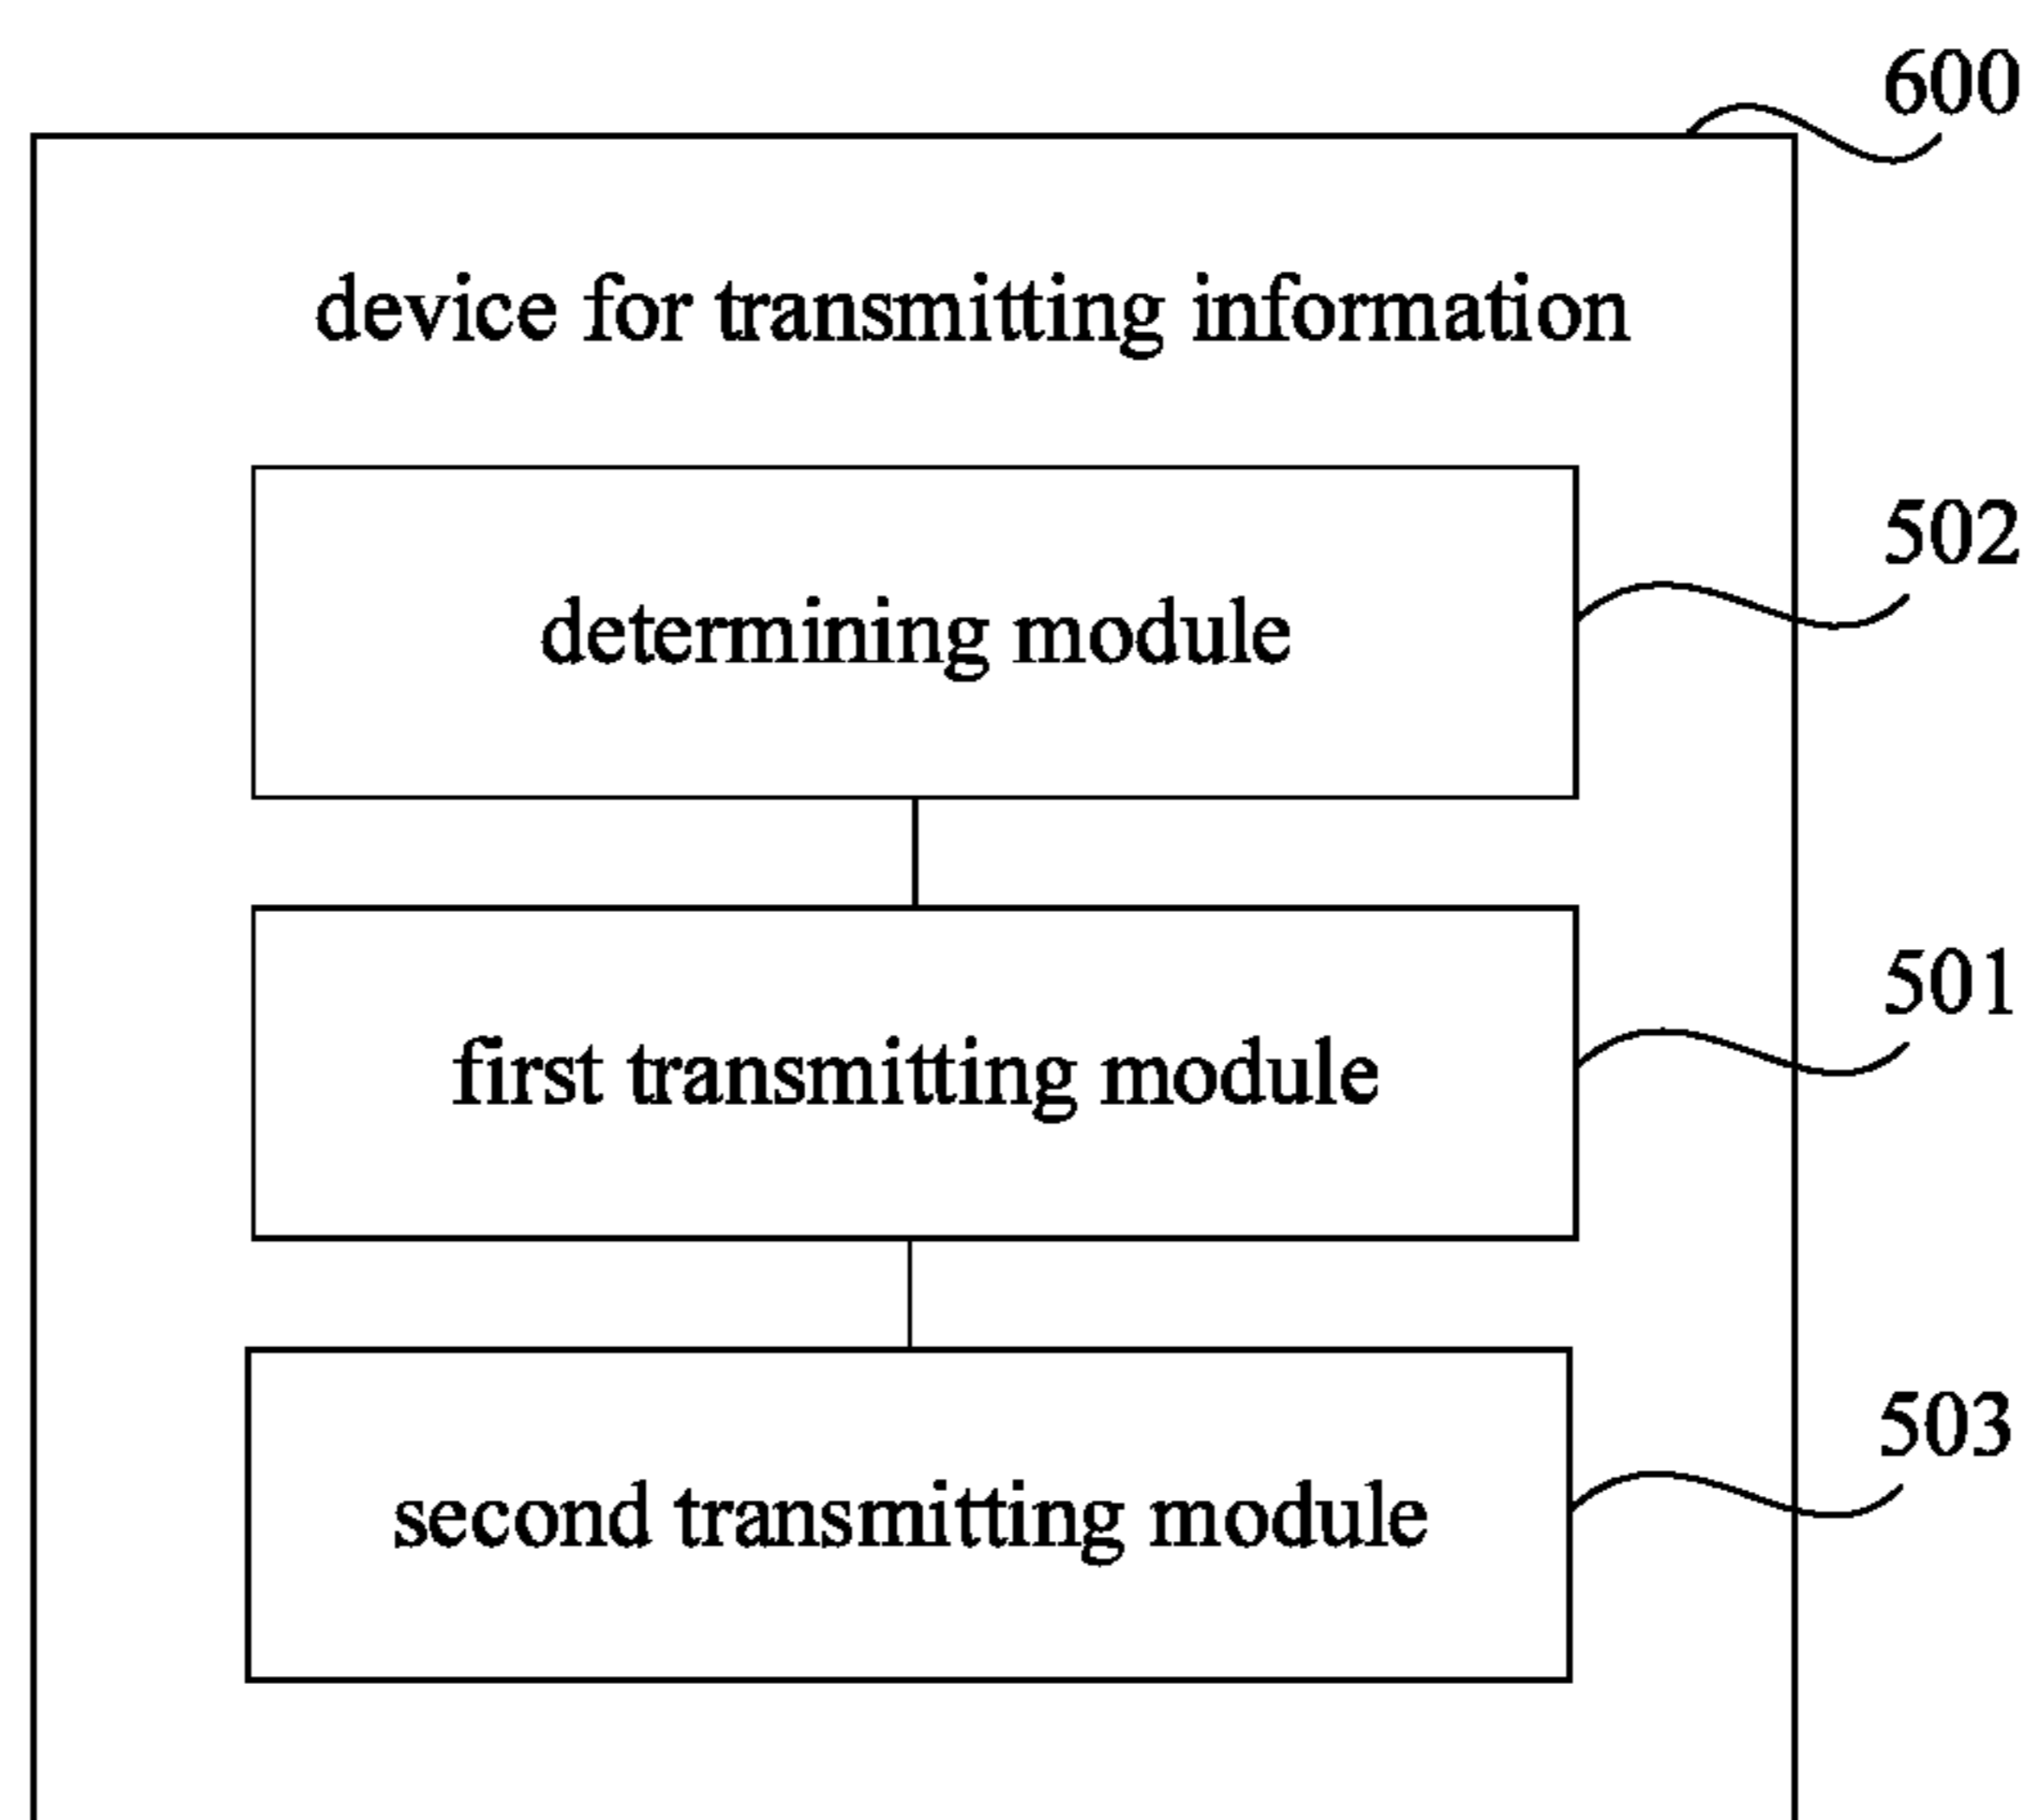 600
device for transmitting information
502
determining module
501
first transmitting module
503
second transmitting module